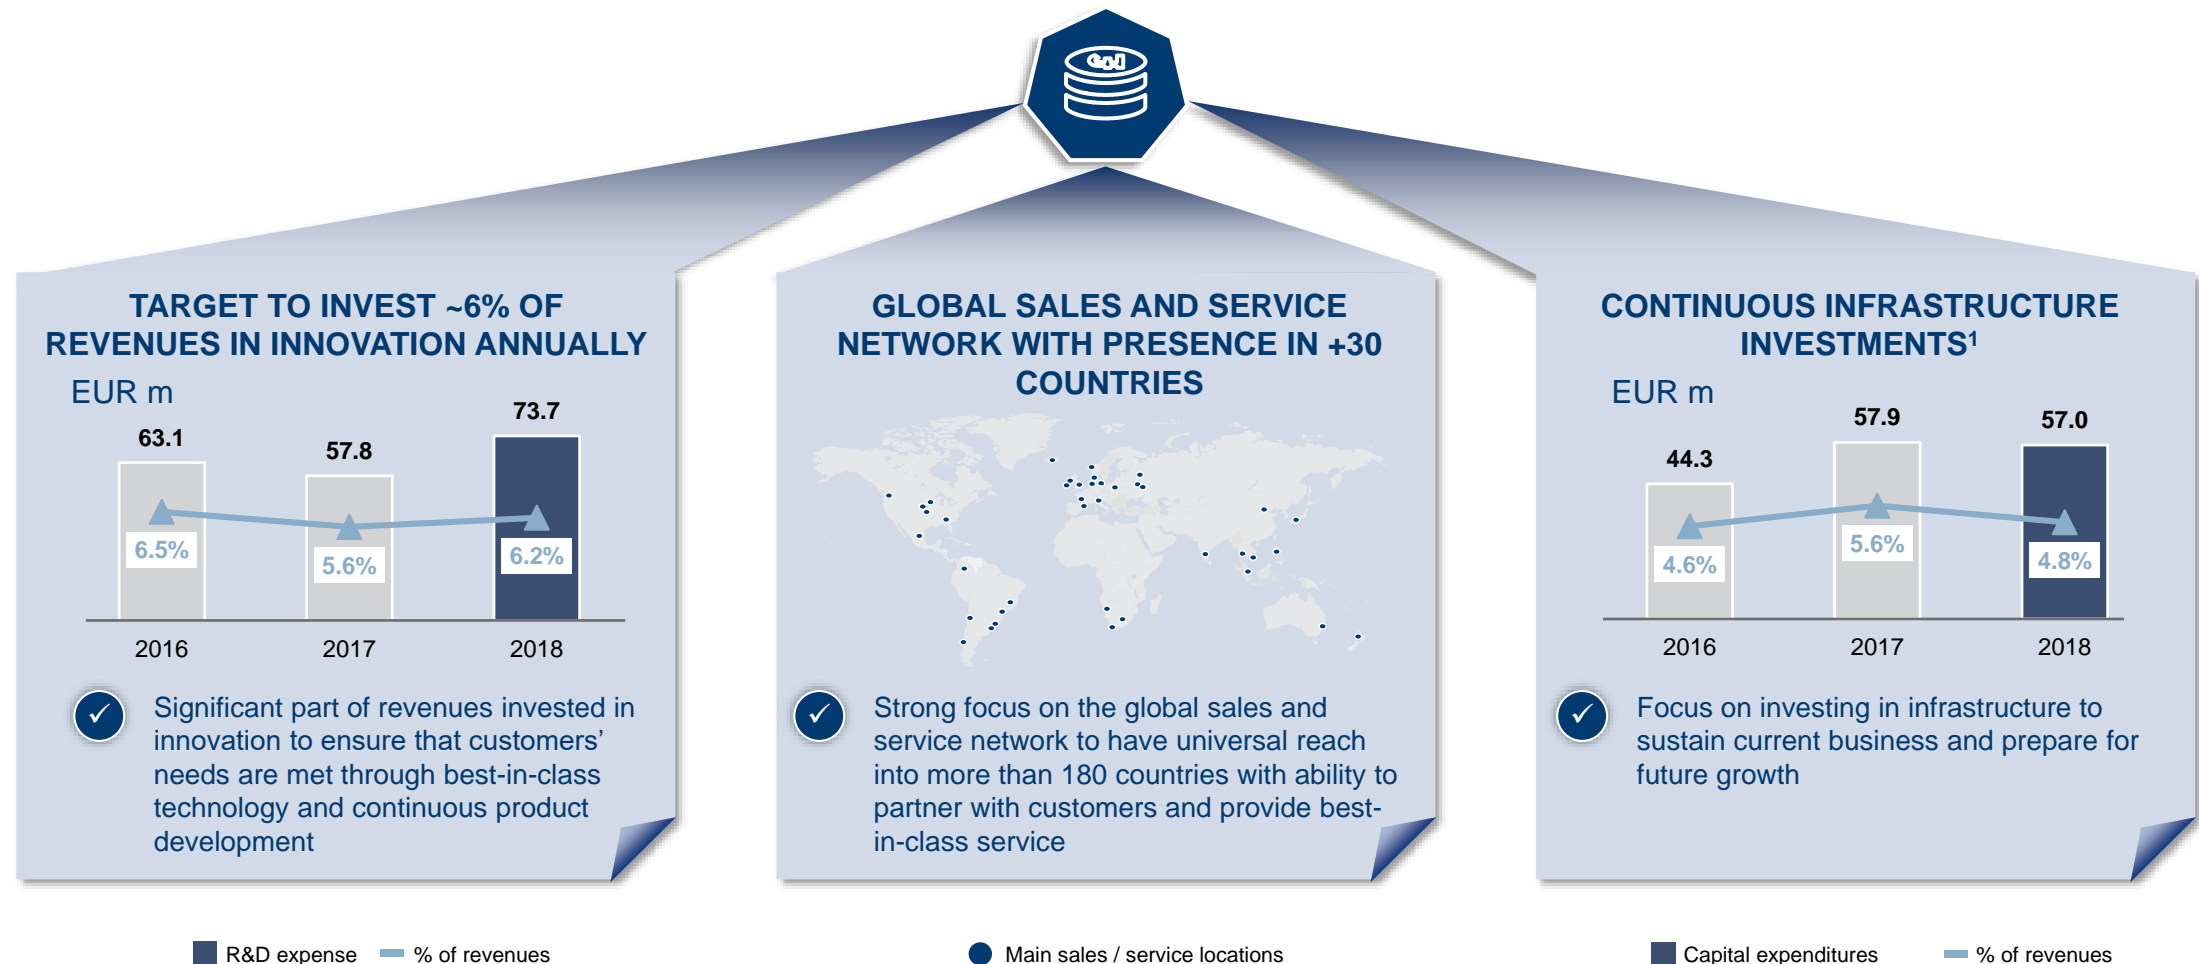 TARGET TO INVEST ~6% OF
REVENUES IN INNOVATION ANNUALLY
EUR m
63.1
57.8
73.7
6.5%
5.6%
6.2%
2016
2017
2018
Significant part of revenues invested in
innovation to ensure that customers’
needs are met through best-in-class
technology and continuous product
development
R&D expense
% of revenues
GLOBAL SALES AND SERVICE
NETWORK WITH PRESENCE IN +30
COUNTRIES
Strong focus on the global sales and
service network to have universal reach
into more than 180 countries with ability to
partner with customers and provide best-
in-class service
Main sales / service locations
CONTINUOUS INFRASTRUCTURE
INVESTMENTS¹
EUR m
44.3
57.9
57.0
4.6%
5.6%
4.8%
2016
2017
2018
Focus on investing in infrastructure to
sustain current business and prepare for
future growth
Capital expenditures
% of revenues